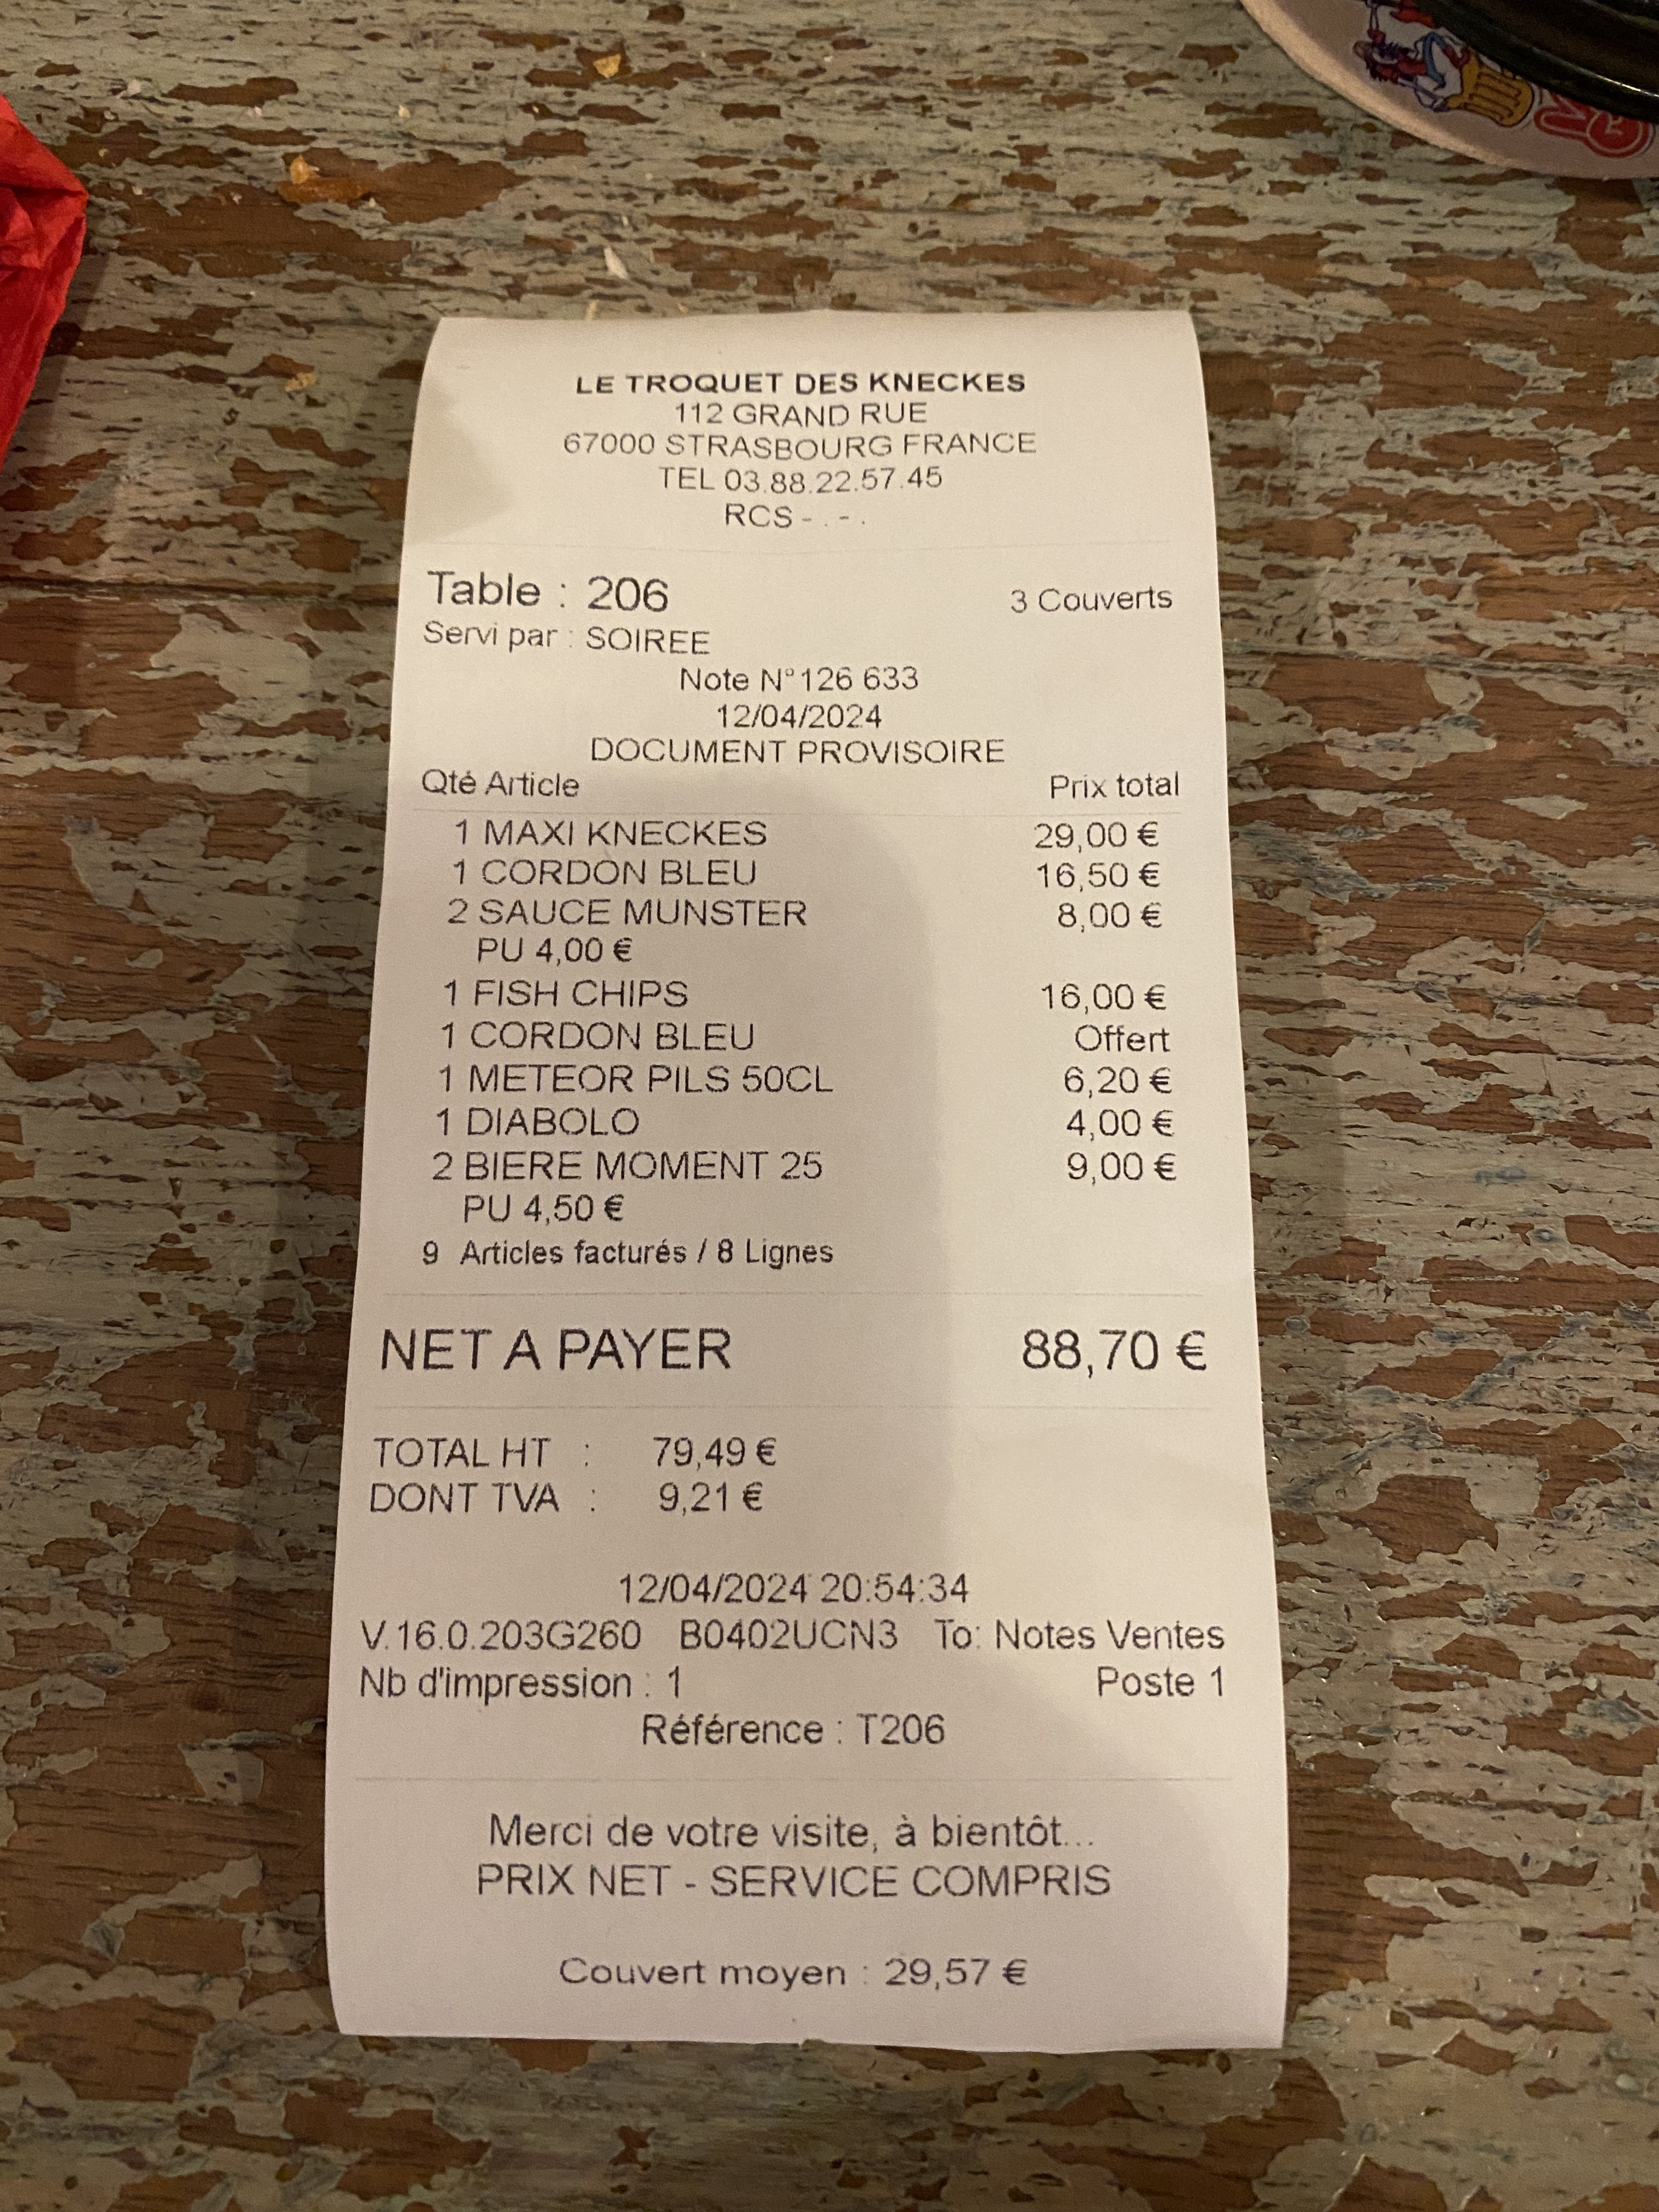 LE TROQUET DES KNECKES
112 GRAND RUE
67000 STRASBOURG FRANCE
TEL 03.88.22.57.45
RCS - . - .
Table : 206 3 Couverts
Servi par : SOIREE
Note N°126 633
12/04/2024
DOCUMENT PROVISOIRE
Qté Article Prix total
1 MAXI KNECKES 29,00 €
1 CORDON BLEU 16,50 €
2 SAUCE MUNSTER 8,00 €
PU 4,00 €
1 FISH CHIPS 16,00 €
1 CORDON BLEU Offert
1 METEOR PILS 50CL 6,20 €
1 DIABOLO 4,00 €
2 BIERE MOMENT 25 9,00 €
PU 4,50 €
9 Articles facturés / 8 Lignes
NET A PAYER 88,70 €
TOTAL HT : 79,49 €
DONT TVA : 9,21 €
12/04/2024 20:54:34
V.16.0.203G260 B0402UCN3 To: Notes Ventes
Nb d'impression : 1 Poste 1
Référence : T206
Merci de votre visite, à bientôt...
PRIX NET - SERVICE COMPRIS
Couvert moyen : 29,57 €